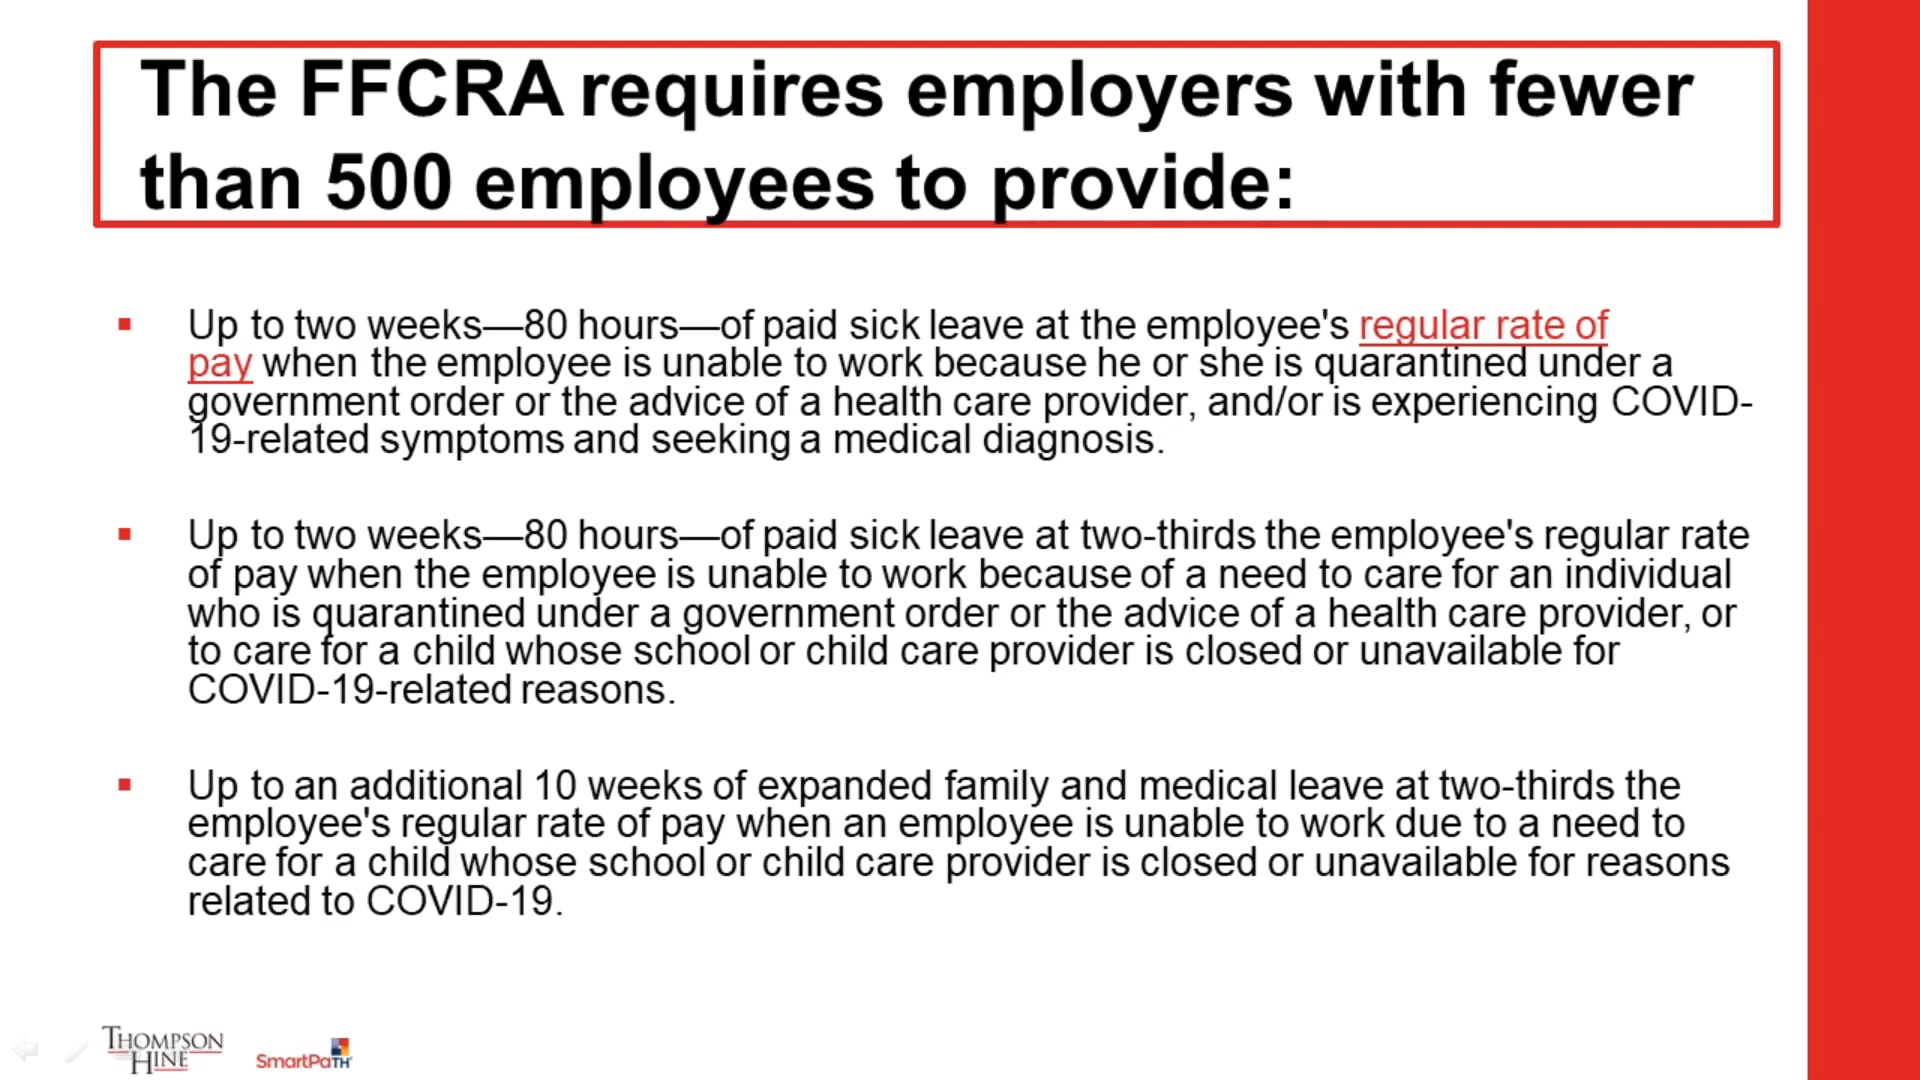 The FFCRA requires employers with fewer
than 500 employees to provide:
▪ Up to two weeks—80 hours—of paid sick leave at the employee's regular rate of
pay when the employee is unable to work because he or she is quarantined under a
government order or the advice of a health care provider, and/or is experiencing COVID-
19-related symptoms and seeking a medical diagnosis.
▪ Up to two weeks—80 hours—of paid sick leave at two-thirds the employee's regular rate
of pay when the employee is unable to work because of a need to care for an individual
who is quarantined under a government order or the advice of a health care provider, or
to care for a child whose school or child care provider is closed or unavailable for
COVID-19-related reasons.
▪ Up to an additional 10 weeks of expanded family and medical leave at two-thirds the
employee's regular rate of pay when an employee is unable to work due to a need to
care for a child whose school or child care provider is closed or unavailable for reasons
related to COVID-19.
THOMPSON
HINE
SmartPaTH